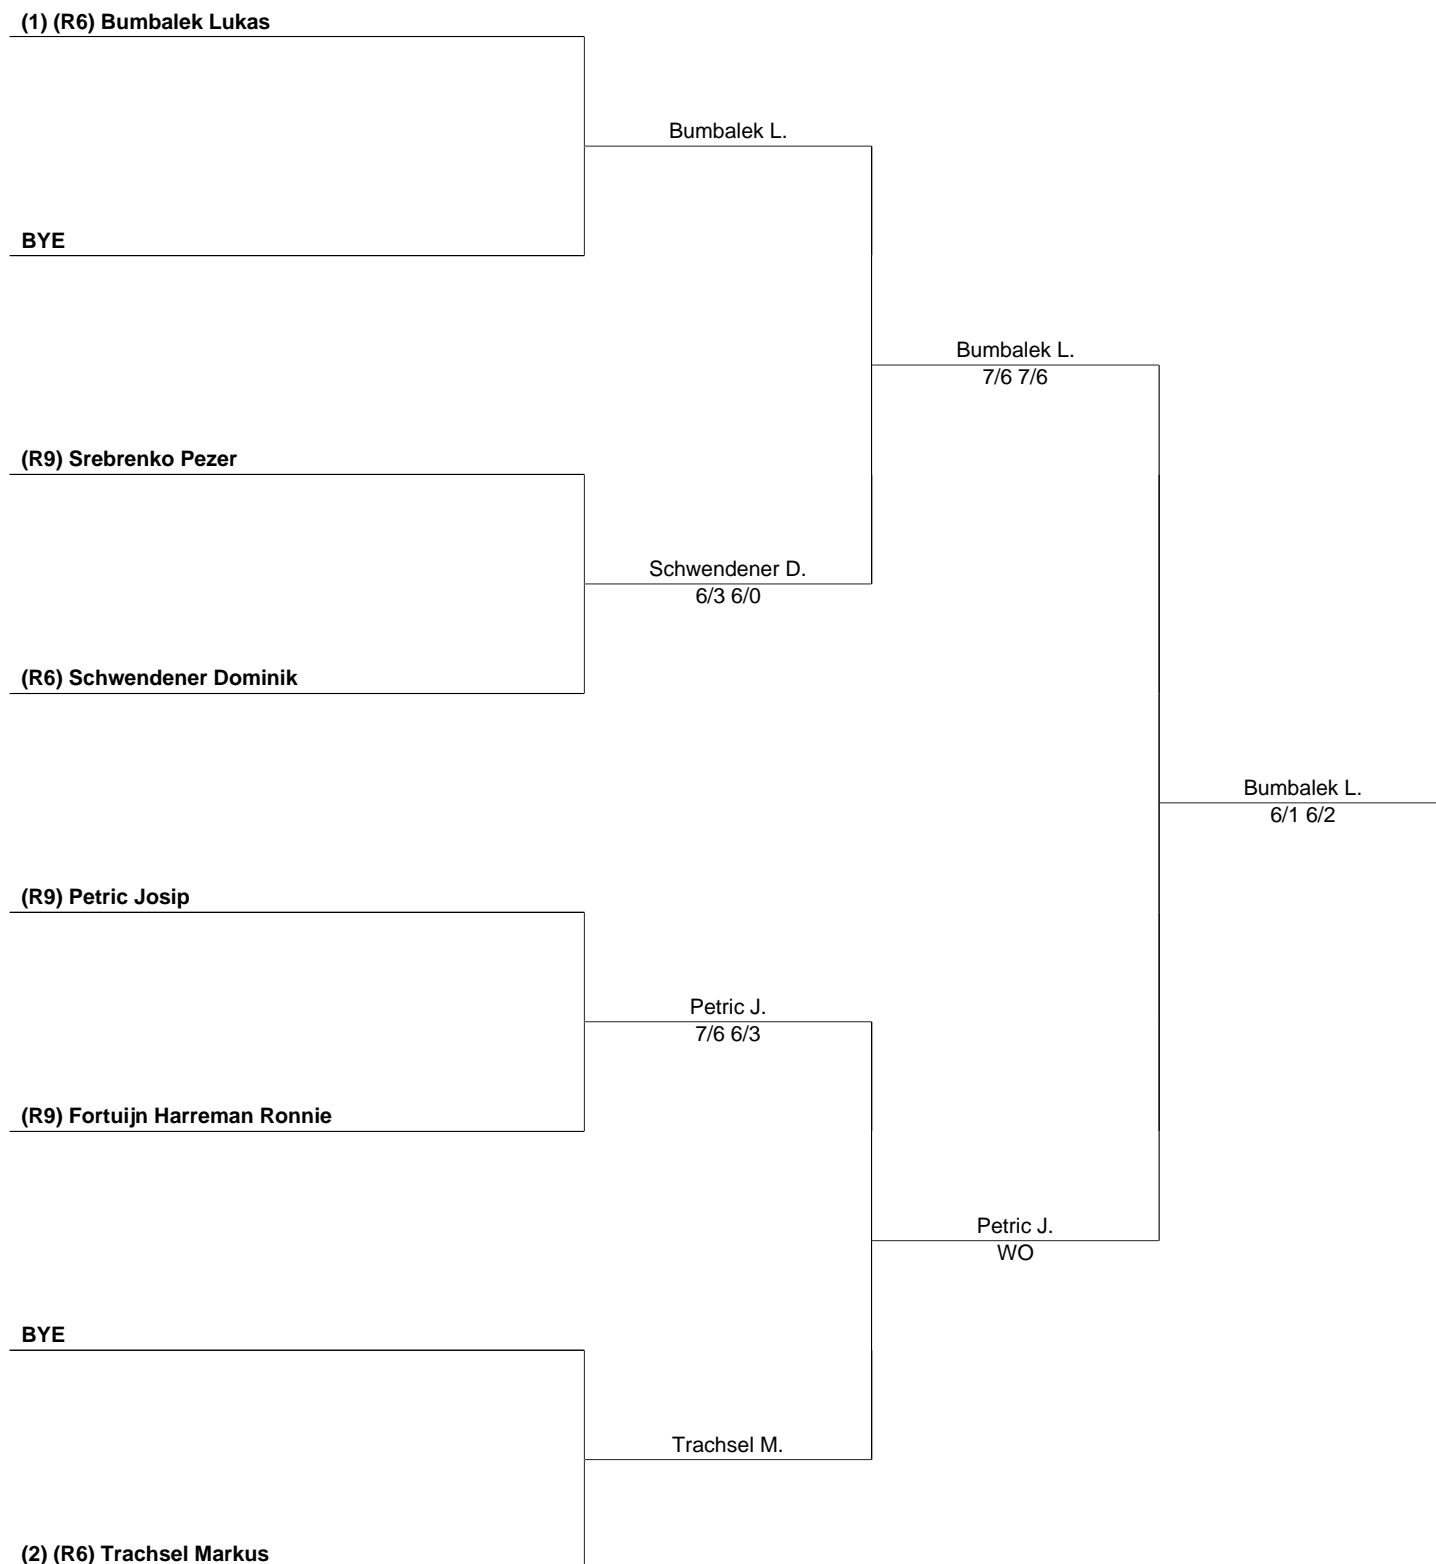 (1) (R6) Bumbalek Lukas
Bumbalek L.
BYE
Bumbalek L.
7/6 7/6
(R9) Srebrenko Pezer
Schwendener D.
6/3 6/0
(R6) Schwendener Dominik
Bumbalek L.
6/1 6/2
(R9) Petric Josip
Petric J.
7/6 6/3
(R9) Fortuijn Harreman Ronnie
Petric J.
WO
BYE
Trachsel M.
(2) (R6) Trachsel Markus